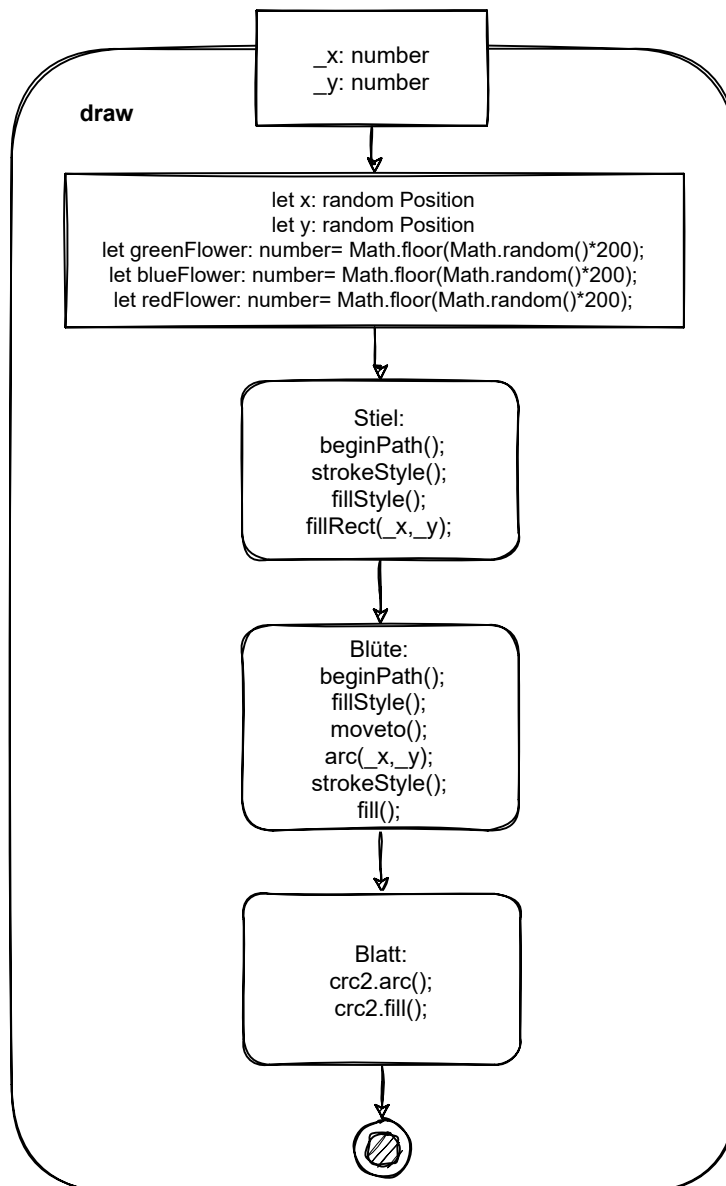 _x: number
_y: number
draw
let x: random Position
let y: random Position
let greenFlower: number= Math.floor(Math.random()*200);
let blueFlower: number= Math.floor(Math.random()*200);
let redFlower: number= Math.floor(Math.random()*200);
Stiel:
beginPath();
strokeStyle();
fillStyle();
fillRect(_x,_y);
Blüte:
beginPath();
fillStyle();
moveto();
arc(_x,_y);
strokeStyle();
fill();
Blatt:
crc2.arc();
crc2.fill();